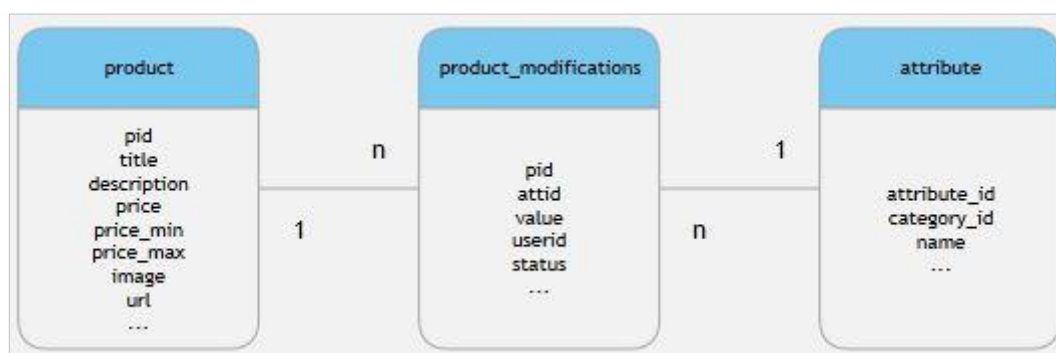 product
pid
title
description
price
price_min
price_max
image
url
...
n
1
product_modifications
pid
attid
value
userid
status
...
1
n
attribute
attribute_id
category_id
name
...